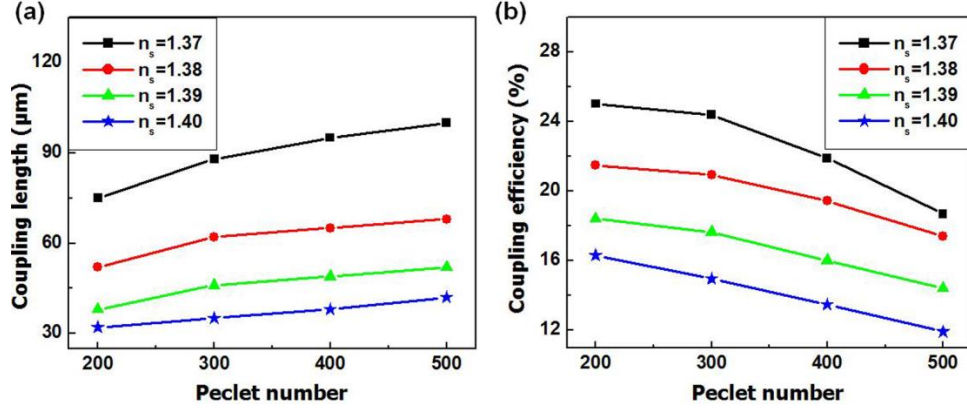 (a)
n_s=1.37
n_s=1.38
n_s=1.39
n_s=1.40
Coupling length (μm)
120
90
60
30
200 300 400 500
Peclet number
(b)
n_s=1.37
n_s=1.38
n_s=1.39
n_s=1.40
Coupling efficiency (%)
28
24
20
16
12
200 300 400 500
Peclet number